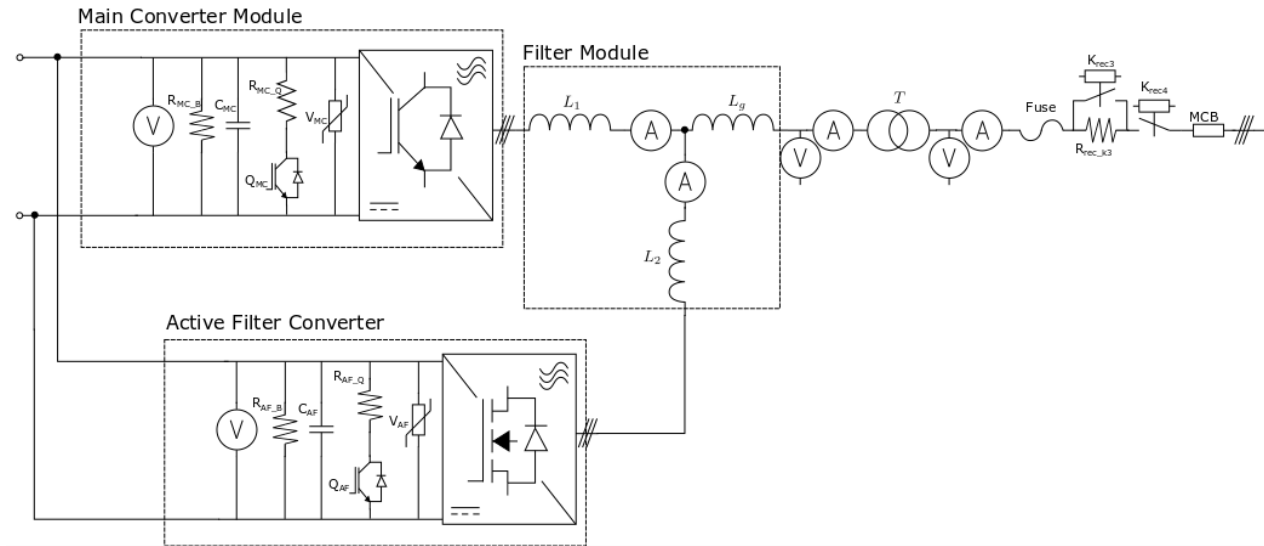 Main Converter Module
R_MC_B
C_MC
R_MC_Q
V_MC
Q_MC
V
Filter Module
L_1
A
L_g
A
L_2
A
T
V
V
A
Fuse
K_rec3
R_rec_k3
K_rec4
MCB
Active Filter Converter
V
R_AF_B
C_AF
R_AF_Q
V_AF
Q_AF